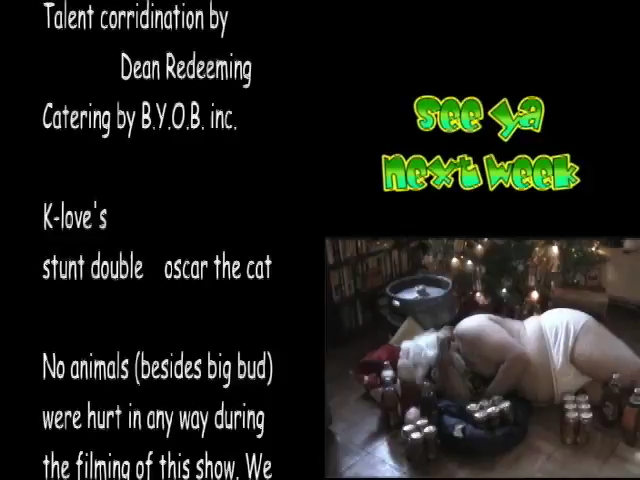 Talent corridination by
Dean Redeeming
Catering by B.Y.O.B. inc.
K-love's
stunt double oscar the cat
No animals (besides big bud)
were hurt in any way during
the filming of this show. We
see ya
next week